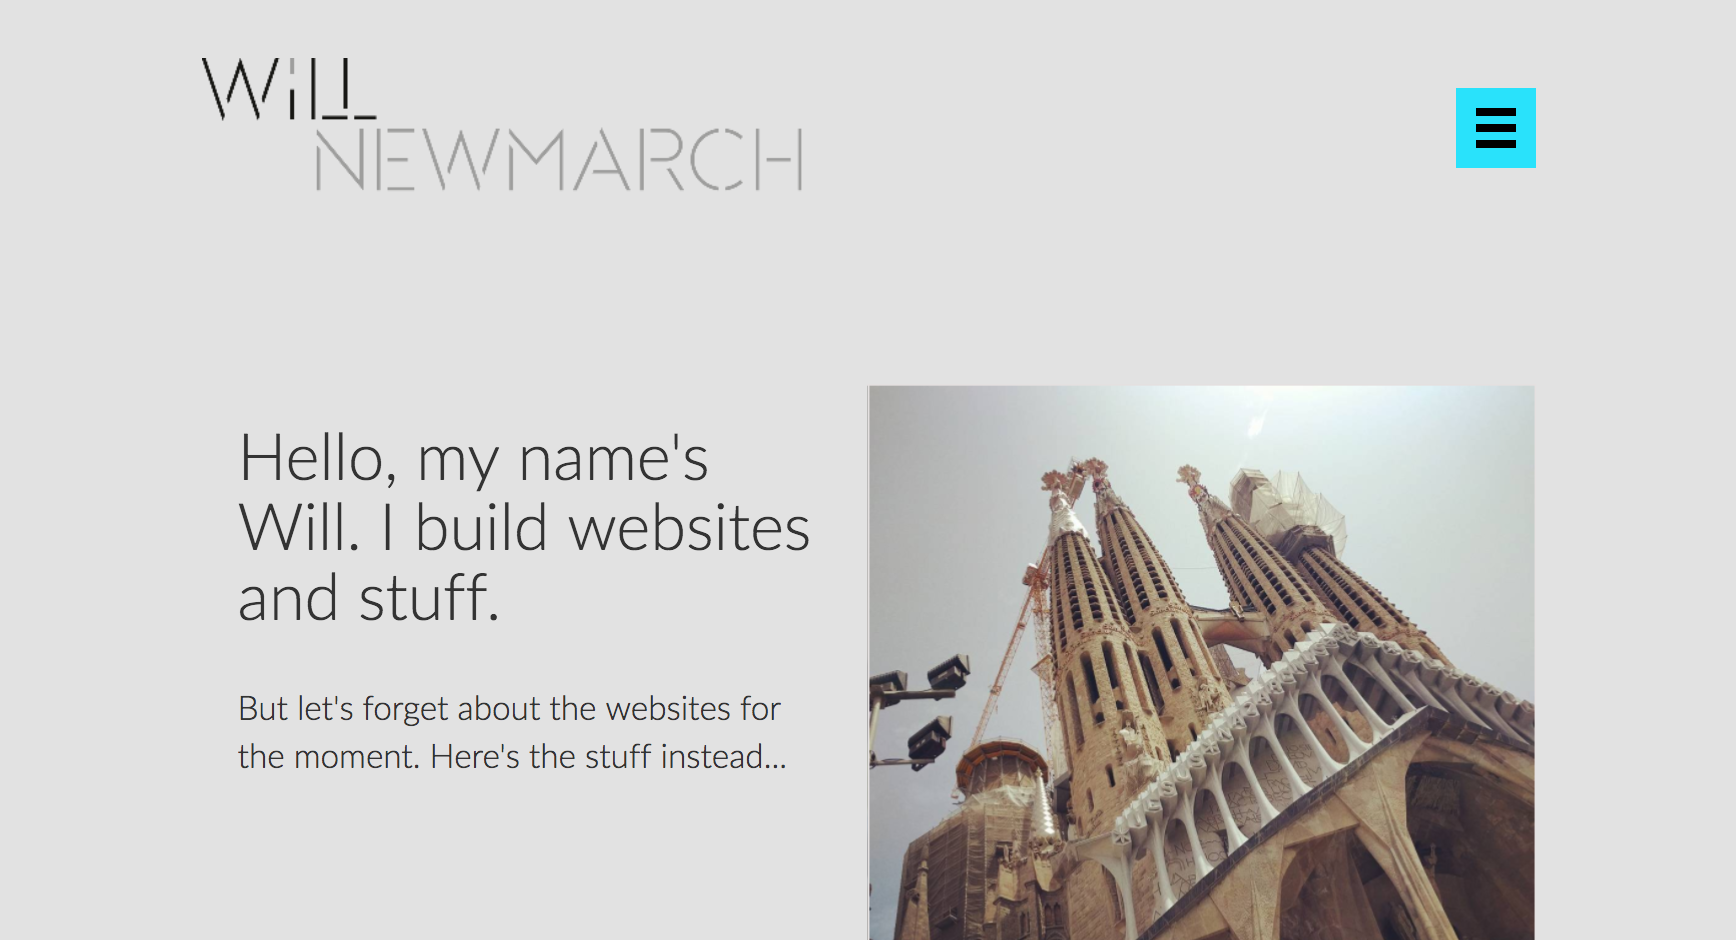 WiLL
NEWMARCH
Hello, my name's
Will. I build websites
and stuff.
But let's forget about the websites for
the moment. Here's the stuff instead...